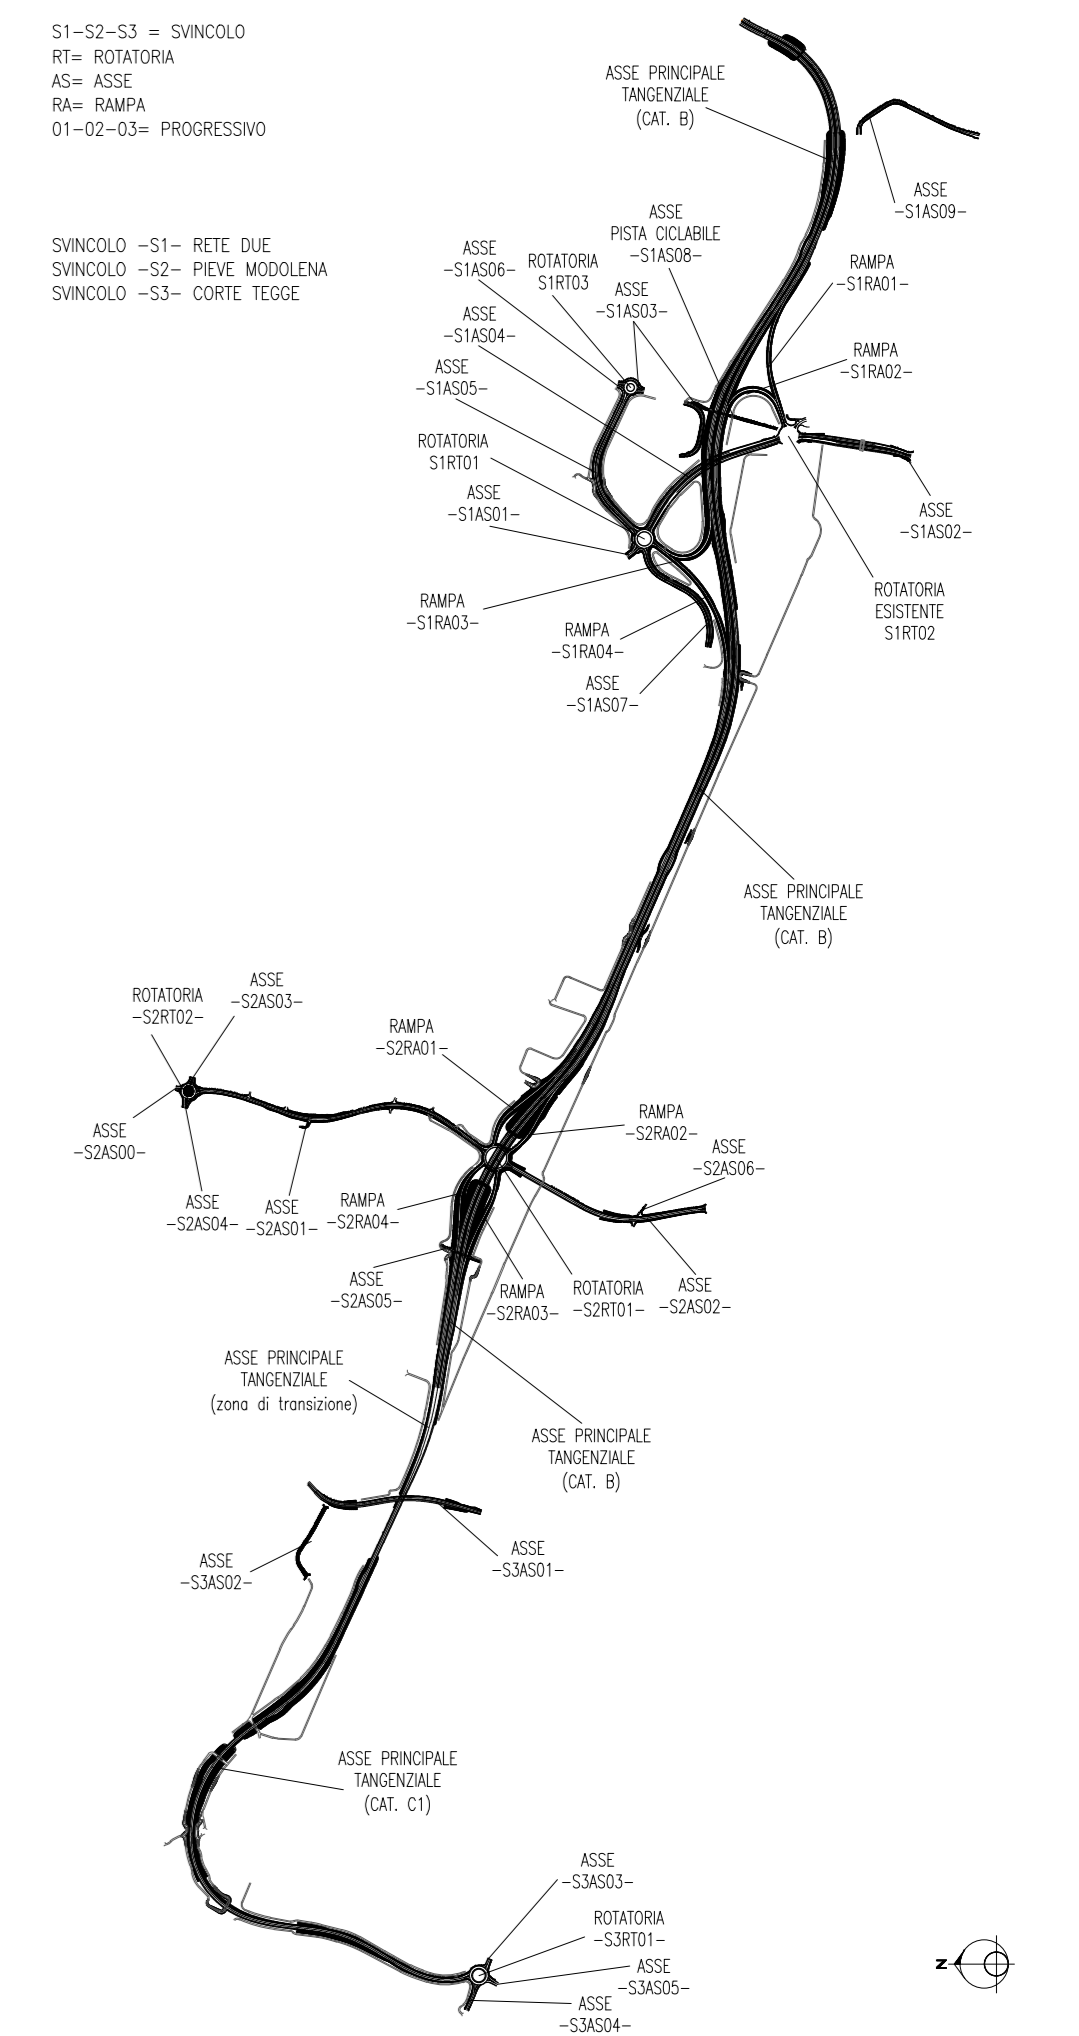 S1-S2-S3 = SVINCOLO
RT= ROTATORIA
AS= ASSE
RA= RAMPA
01-02-03= PROGRESSIVO
SVINCOLO -S1- RETE DUE
SVINCOLO -S2- PIEVE MODOLENA
SVINCOLO -S3- CORTE TEGGE
ASSE PRINCIPALE
TANGENZIALE
(CAT. B)
ASSE
-S1AS09-
ASSE
PISTA CICLABILE
-S1AS08-
ASSE
-S1AS06-
ROTATORIA
S1RT03
ASSE
-S1AS03-
RAMPA
-S1RA01-
ASSE
-S1AS04-
RAMPA
-S1RA02-
ASSE
-S1AS05-
ROTATORIA
S1RT01
ASSE
-S1AS01-
ASSE
-S1AS02-
RAMPA
-S1RA03-
RAMPA
-S1RA04-
ROTATORIA
ESISTENTE
S1RT02
ASSE
-S1AS07-
ASSE PRINCIPALE
TANGENZIALE
(CAT. B)
ROTATORIA
-S2RT02-
ASSE
-S2AS03-
RAMPA
-S2RA01-
ASSE
-S2AS00-
RAMPA
-S2RA02-
ASSE
-S2AS06-
ASSE
-S2AS04-
ASSE
-S2AS01-
RAMPA
-S2RA04-
ASSE
-S2AS05-
RAMPA
-S2RA03-
ROTATORIA
-S2RT01-
ASSE
-S2AS02-
ASSE PRINCIPALE
TANGENZIALE
(zona di transizione)
ASSE PRINCIPALE
TANGENZIALE
(CAT. B)
ASSE
-S3AS02-
ASSE
-S3AS01-
ASSE PRINCIPALE
TANGENZIALE
(CAT. C1)
ASSE
-S3AS03-
ROTATORIA
-S3RT01-
ASSE
-S3AS05-
ASSE
-S3AS04-
N